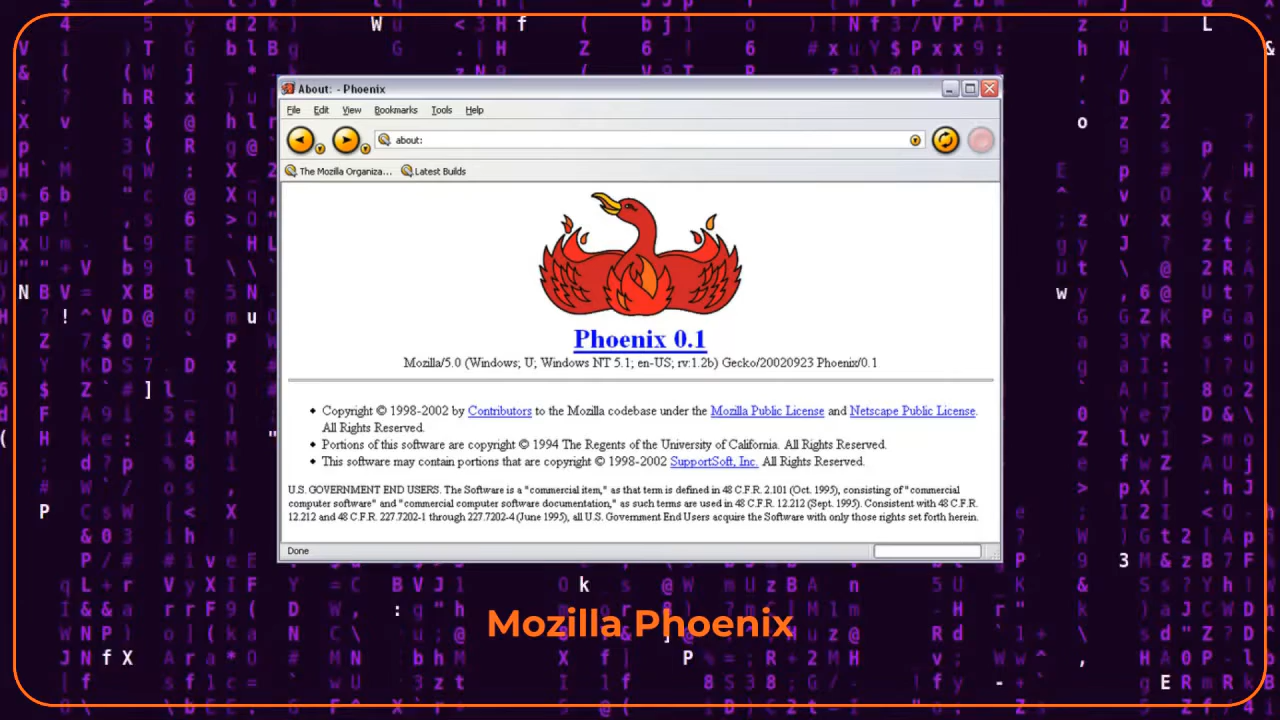 About: - Phoenix
File Edit View Bookmarks Tools Help
about:
The Mozilla Organiza... Latest Builds
Phoenix 0.1
Mozilla/5.0 (Windows; U; Windows NT 5.1; en-US; rv:1.2b) Gecko/20020923 Phoenix/0.1
Copyright © 1998-2002 by Contributors to the Mozilla codebase under the Mozilla Public License and Netscape Public License.
All Rights Reserved.
Portions of this software are copyright © 1994 The Regents of the University of California. All Rights Reserved.
This software may contain portions that are copyright © 1998-2002 SupportSoft, Inc. All Rights Reserved.
U.S. GOVERNMENT END USERS. The Software is a "commercial item," as that term is defined in 48 C.F.R. 2.101 (Oct. 1995), consisting of "commercial
computer software" and "commercial computer software documentation," as such terms are used in 48 C.F.R. 12.212 (Sept. 1995). Consistent with 48 C.F.R.
12.212 and 48 C.F.R. 227.7202-1 through 227.7202-4 (June 1995), all U.S. Government End Users acquire the Software with only those rights set forth herein.
Done
Mozilla Phoenix